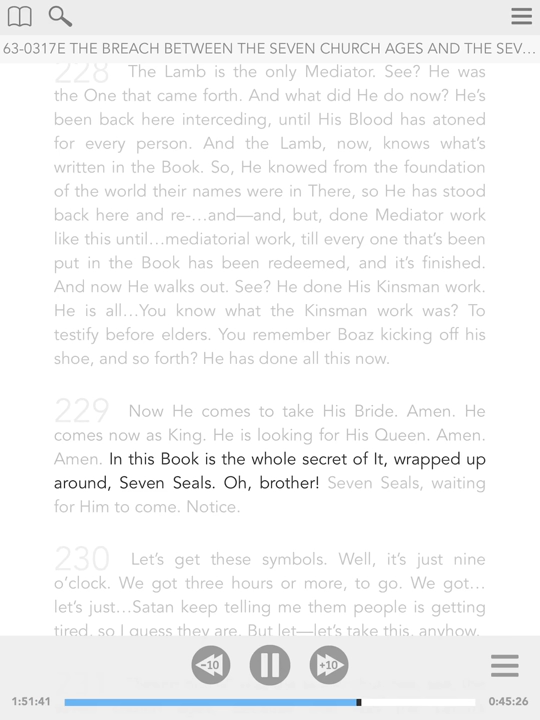 63-0317E THE BREACH BETWEEN THE SEVEN CHURCH AGES AND THE SEV...
228 The Lamb is the only Mediator. See? He was
the One that came forth. And what did He do now? He's
been back here interceding, until His Blood has atoned
for every person. And the Lamb, now, knows what's
written in the Book. So, He knowed from the foundation
of the world their names were in There, so He has stood
back here and re-...and—and, but, done Mediator work
like this until...mediatorial work, till every one that's been
put in the Book has been redeemed, and it's finished.
And now He walks out. See? He done His Kinsman work.
He is all...You know what the Kinsman work was? To
testify before elders. You remember Boaz kicking off his
shoe, and so forth? He has done all this now.
229 Now He comes to take His Bride. Amen. He
comes now as King. He is looking for His Queen. Amen.
Amen. In this Book is the whole secret of It, wrapped up
around, Seven Seals. Oh, brother! Seven Seals, waiting
for Him to come. Notice.
230 Let's get these symbols. Well, it's just nine
o'clock. We got three hours or more, to go. We got...
let's just...Satan keep telling me them people is getting
tired, so I guess they are. But let—let's take this, anyhow.
-10 +10
1:51:41 0:45:26